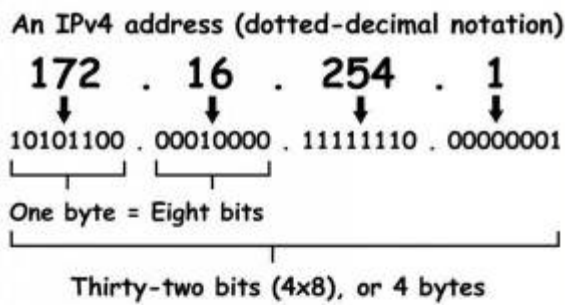 An IPv4 address (dotted-decimal notation)
172 . 16 . 254 . 1
10101100 . 00010000 . 11111110 . 00000001
One byte = Eight bits
Thirty-two bits (4x8), or 4 bytes